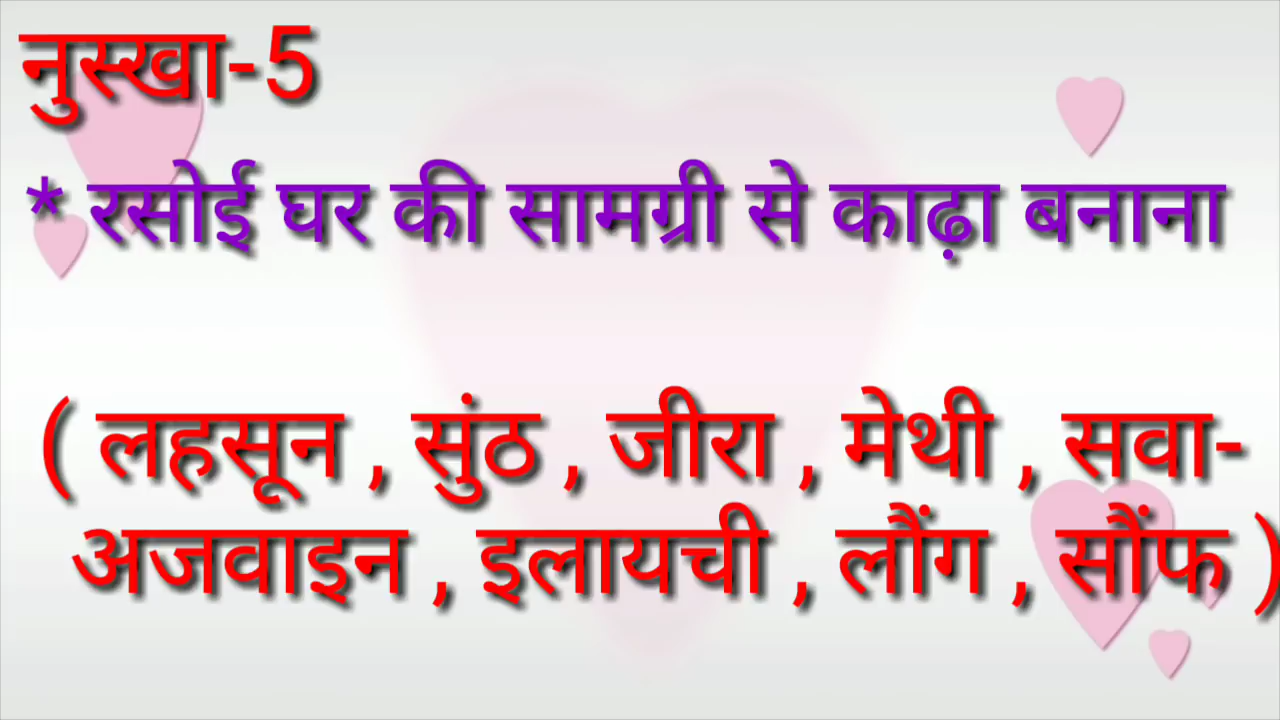 नुस्खा-5
* रसोई घर की सामग्री से काढ़ा बनाना
( लहसून , सुंठ , जीरा , मेथी , सवा-
अजवाइन , इलायची , लौंग , सौंफ )